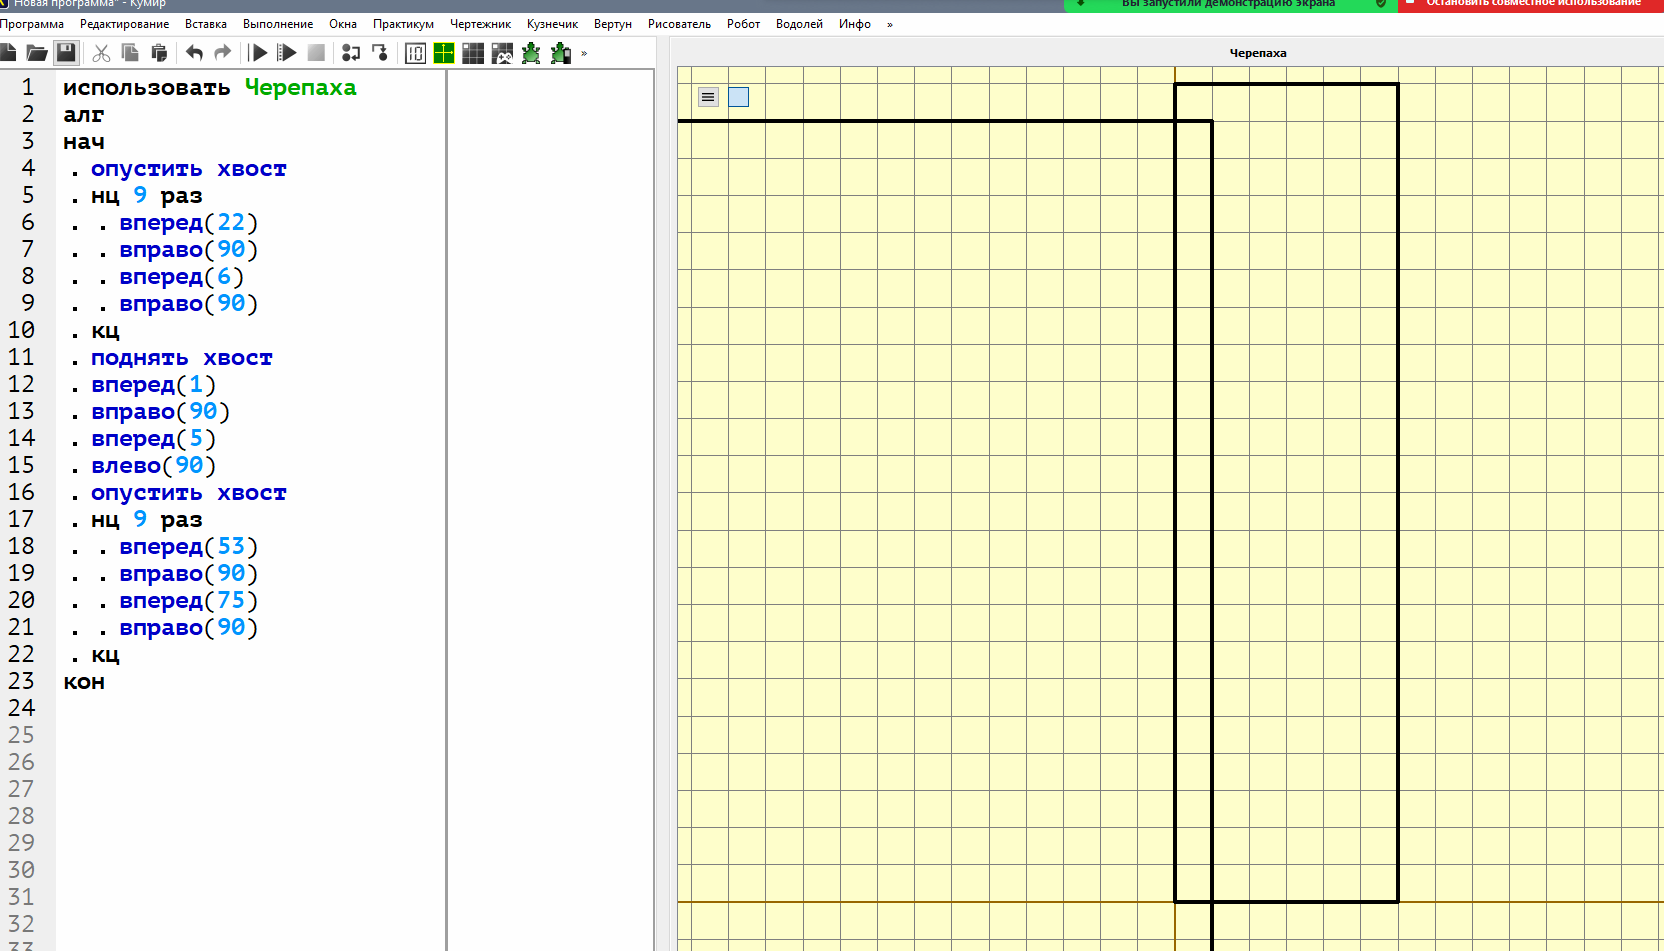 Новая программа* - Кумир
Вы запустили демонстрацию экрана
Остановить совместное использование
Программа Редактирование Вставка Выполнение Окна Практикум Чертежник Кузнечик Вертун Рисователь Робот Водолей Инфо »
»
Черепаха
1 использовать Черепаха
2 алг
3 нач
4 . опустить хвост
5 . нц 9 раз
6 . . вперед(22)
7 . . вправо(90)
8 . . вперед(6)
9 . . вправо(90)
10 . кц
11 . поднять хвост
12 . вперед(1)
13 . вправо(90)
14 . вперед(5)
15 . влево(90)
16 . опустить хвост
17 . нц 9 раз
18 . . вперед(53)
19 . . вправо(90)
20 . . вперед(75)
21 . . вправо(90)
22 . кц
23 кон
24
25
26
27
28
29
30
31
32
33